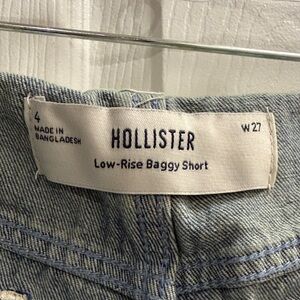 4
MADE IN
BANGLADESH
HOLLISTER
W 27
Low-Rise Baggy Short